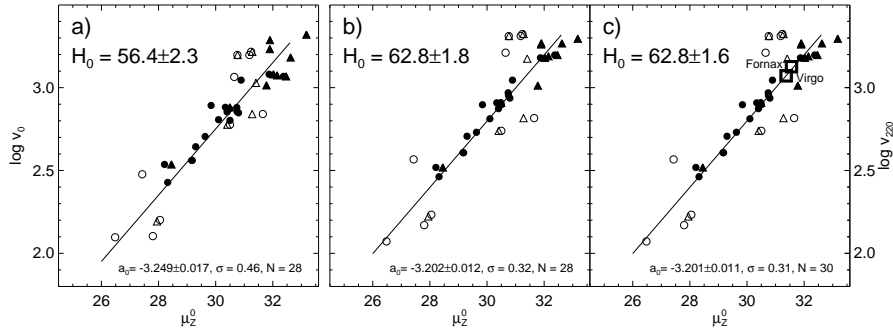 a)
H0 = 56.4±2.3
b)
H0 = 62.8±1.8
c)
H0 = 62.8±1.6
Fornax
Virgo
log v0
log v220
3.0
2.5
2.0
3.0
2.5
2.0
a0= -3.249±0.017, σ = 0.46, N = 28
a0= -3.202±0.012, σ = 0.32, N = 28
a0= -3.201±0.011, σ = 0.31, N = 30
26 28 30 32
26 28 30 32
26 28 30 32
μZ0
μZ0
μZ0